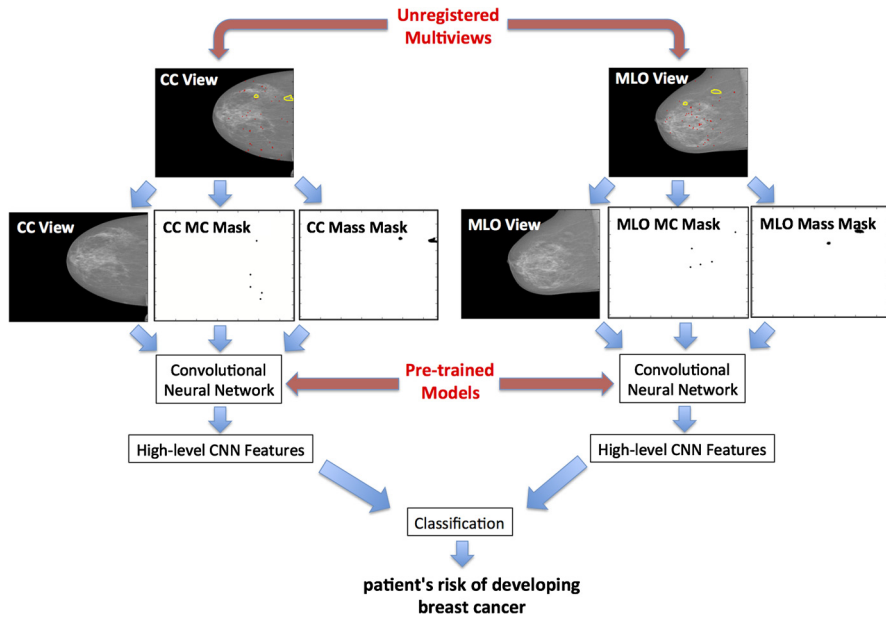 Unregistered
Multiviews
CC View
MLO View
CC View
CC MC Mask
CC Mass Mask
MLO View
MLO MC Mask
MLO Mass Mask
Convolutional
Neural Network
Pre-trained
Models
Convolutional
Neural Network
High-level CNN Features
High-level CNN Features
Classification
patient's risk of developing
breast cancer